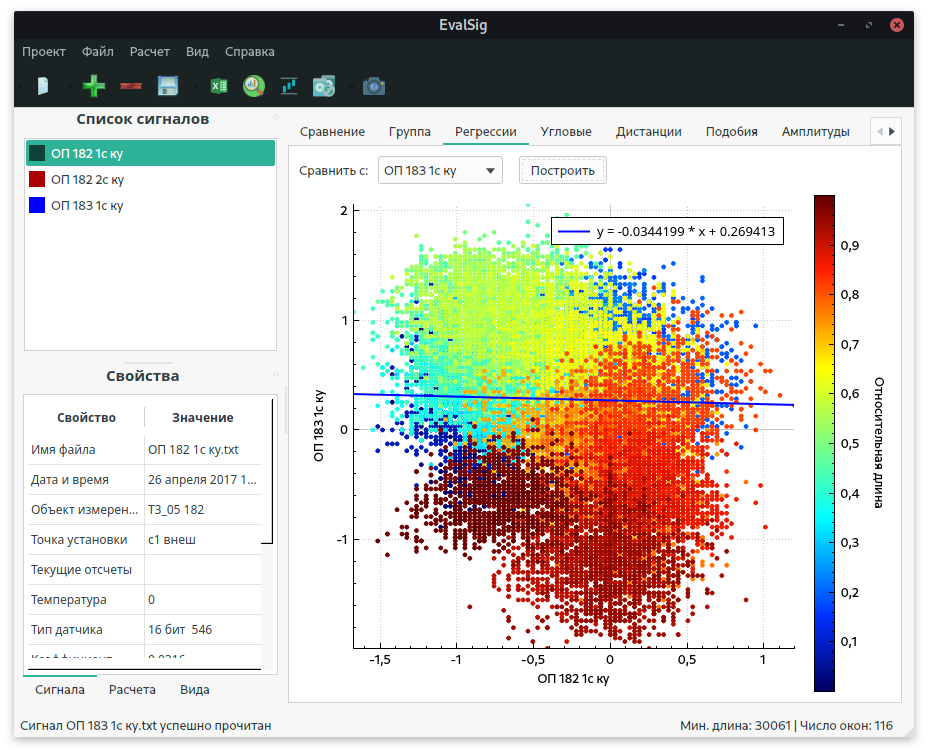 EvalSig
Проект Файл Расчет Вид Справка
Список сигналов
ОП 182 1с ку
ОП 182 2с ку
ОП 183 1с ку
Свойства
Свойство Значение
Имя файла ОП 182 1с ку.txt
Дата и время 26 апреля 2017 1...
Объект измерен... ТЗ_05 182
Точка установки с1 внеш
Текущие отсчеты
Температура 0
Тип датчика 16 бит 546
Сигнала Расчета Вида
Сравнение Группа Регрессии Угловые Дистанции Подобия Амплитуды
Сравнить с: ОП 183 1с ку Построить
y = -0.0344199 * x + 0.269413
2
1
0
-1
ОП 183 1с ку
-1,5 -1 -0,5 0 0,5 1
ОП 182 1с ку
0,9
0,8
0,7
0,6
0,5
0,4
0,3
0,2
0,1
Относительная длина
Сигнал ОП 183 1с ку.txt успешно прочитан
Мин. длина: 30061 | Число окон: 116